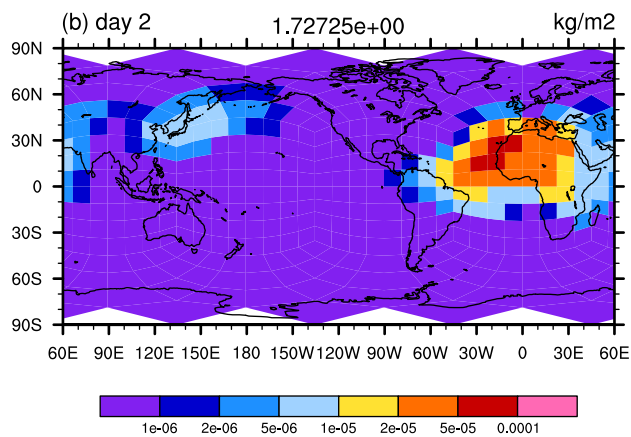 (b) day 2 1.72725e+00 kg/m2
90N
60N
30N
0
30S
60S
90S
60E 90E 120E 150E 180 150W 120W 90W 60W 30W 0 30E 60E
1e-06 2e-06 5e-06 1e-05 2e-05 5e-05 0.0001